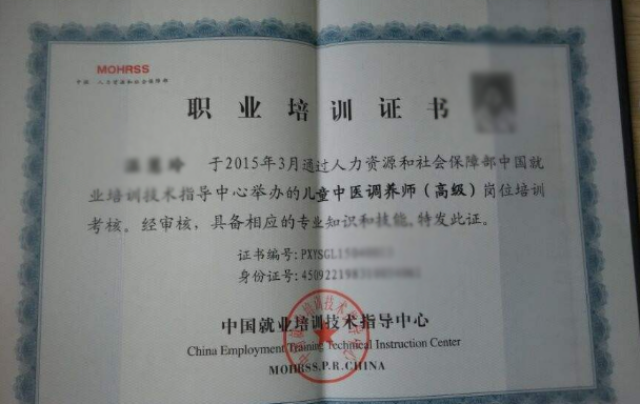 MOHRSS
职业培训证书
于2015年3月通过人力资源和社会保障部中国就
业培训技术指导中心举办的儿童中医调养师（高级）岗位培训
考核。经审核，具备相应的专业知识和技能，特发此证。
证书编号：
身份证号：
中国就业培训技术指导中心
China Employment Training Technical Instruction Center
MOHRSS.P.R.CHINA